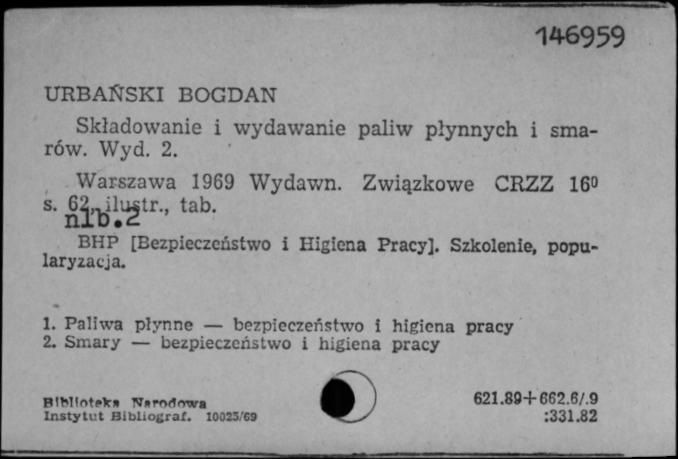 146959
URBAŃSKI BOGDAN
Składowanie i wydawanie paliw płynnych i sma-
rów. Wyd. 2.
Warszawa 1969 Wydawn. Związkowe CRZZ 16⁰
s. 62, ilustr., tab.
nlb.2
BHP [Bezpieczeństwo i Higiena Pracy]. Szkolenie, popu-
laryzacja.
1. Paliwa płynne — bezpieczeństwo i higiena pracy
2. Smary — bezpieczeństwo i higiena pracy
Biblioteka Narodowa
Instytut Bibliograf. 10025/69
621.89+662.6/.9
:331.82